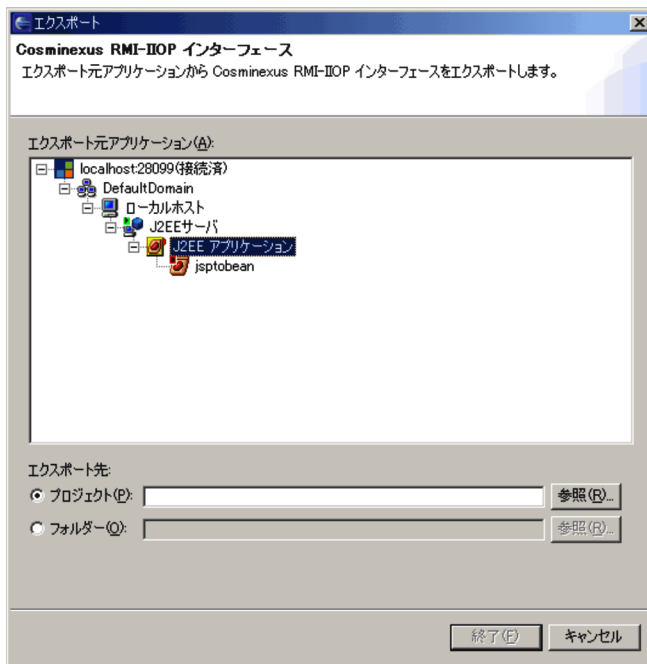 エクスポート
Cosminexus RMI-IIOP インターフェース
エクスポート元アプリケーションから Cosminexus RMI-IIOP インターフェースをエクスポートします。
エクスポート元アプリケーション(A):
localhost:28099(接続済)
DefaultDomain
ローカルホスト
J2EEサーバ
J2EE アプリケーション
jsptobean
エクスポート先:
プロジェクト(P): 参照(R)...
フォルダー(O): 参照(R)...
終了(F) キャンセル